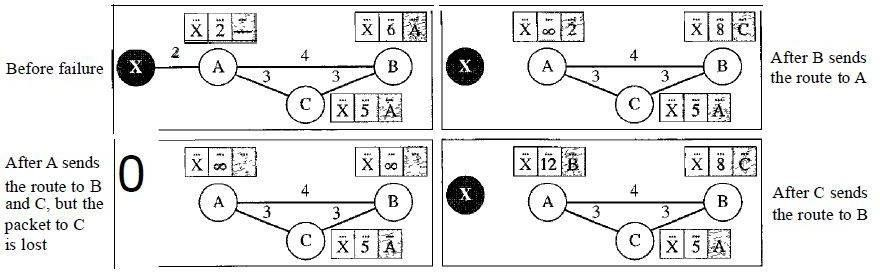 Before failure
X 2 —
X 6 A
2
X
A
4
B
3
3
C
X 5 A
X ∞
X 8 C
X
A
4
B
3
3
C
X 5 A
After B sends
the route to A
After A sends
the route to B
and C, but the
packet to C
is lost
0
X ∞
X ∞
A
4
B
3
3
C
X 5 A
X 12 B
X 8 C
X
A
4
B
3
3
C
X 5 A
After C sends
the route to B